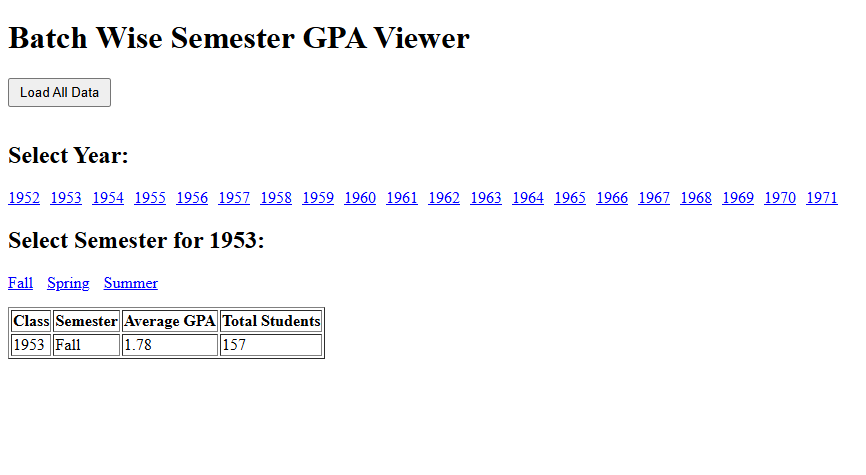 Batch Wise Semester GPA Viewer
Load All Data
Select Year:
1952 1953 1954 1955 1956 1957 1958 1959 1960 1961 1962 1963 1964 1965 1966 1967 1968 1969 1970 1971
Select Semester for 1953:
Fall Spring Summer
Class Semester Average GPA Total Students
1953 Fall 1.78 157